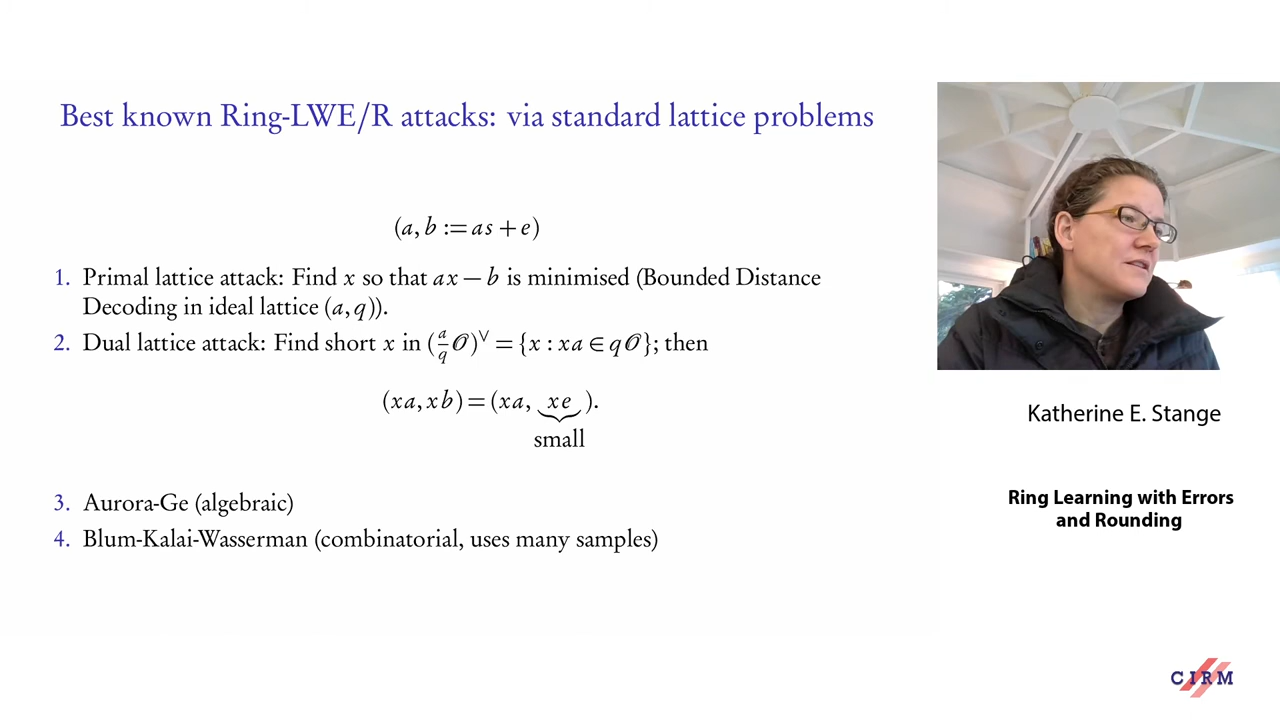 Best known Ring-LWE/R attacks: via standard lattice problems
(a, b := as + e)
1. Primal lattice attack: Find x so that ax − b is minimised (Bounded Distance
Decoding in ideal lattice (a, q)).
2. Dual lattice attack: Find short x in (a/q 𝒪)^∨ = {x : xa ∈ q𝒪}; then
(xa, xb) = (xa, xe).
small
3. Aurora-Ge (algebraic)
4. Blum-Kalai-Wasserman (combinatorial, uses many samples)
Katherine E. Stange
Ring Learning with Errors
and Rounding
CIRM